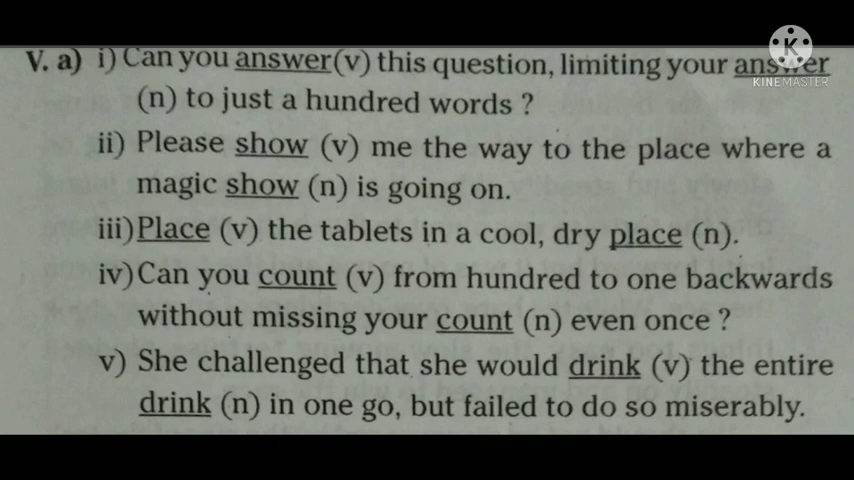 V. a) i) Can you answer(v) this question, limiting your answer
(n) to just a hundred words ?
ii) Please show (v) me the way to the place where a
magic show (n) is going on.
iii) Place (v) the tablets in a cool, dry place (n).
iv) Can you count (v) from hundred to one backwards
without missing your count (n) even once ?
v) She challenged that she would drink (v) the entire
drink (n) in one go, but failed to do so miserably.
K
KINEMASTER